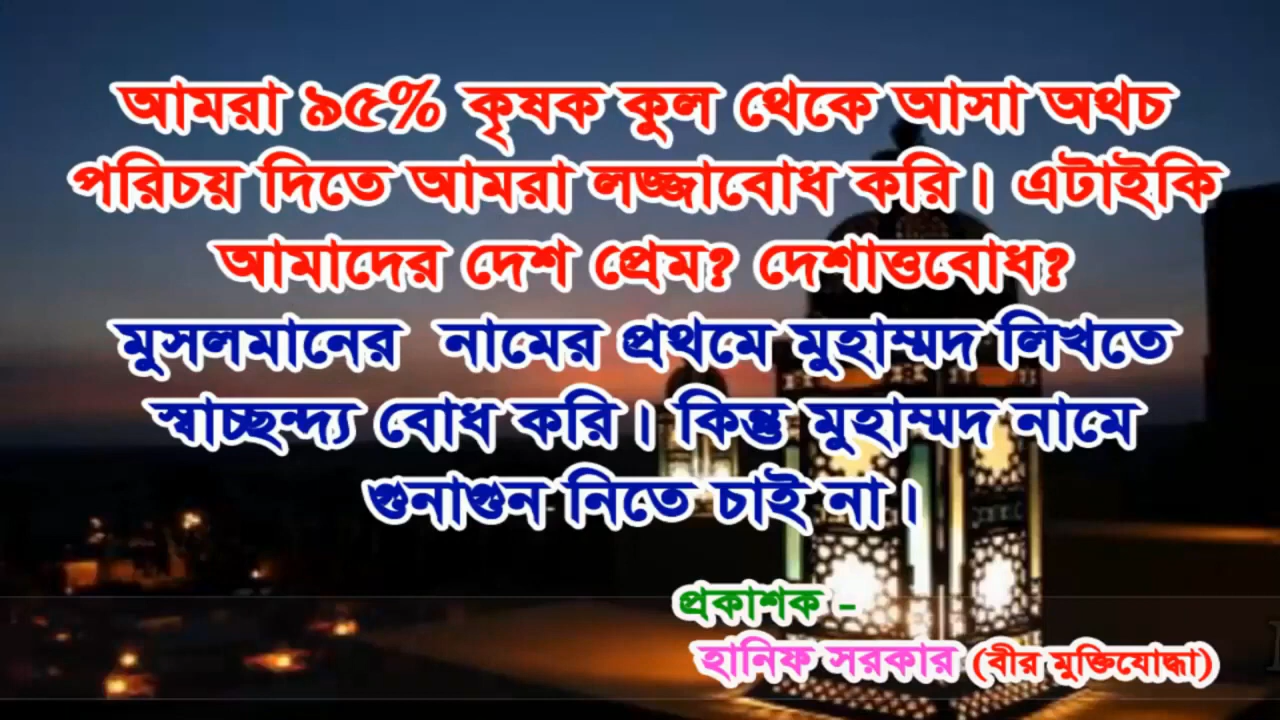 আমরা ৯৫% কৃষক কুল থেকে আসা অথচ
পরিচয় দিতে আমরা লজ্জাবোধ করি। এটাইকি
আমাদের দেশ প্রেম? দেশাত্তবোধ?
মুসলমানের নামের প্রথমে মুহাম্মদ লিখতে
স্বাচ্ছন্দ্য বোধ করি। কিন্তু মুহাম্মদ নামে
গুনাগুন নিতে চাই না।
প্রকাশক -
হানিফ সরকার (বীর মুক্তিযোদ্ধা)